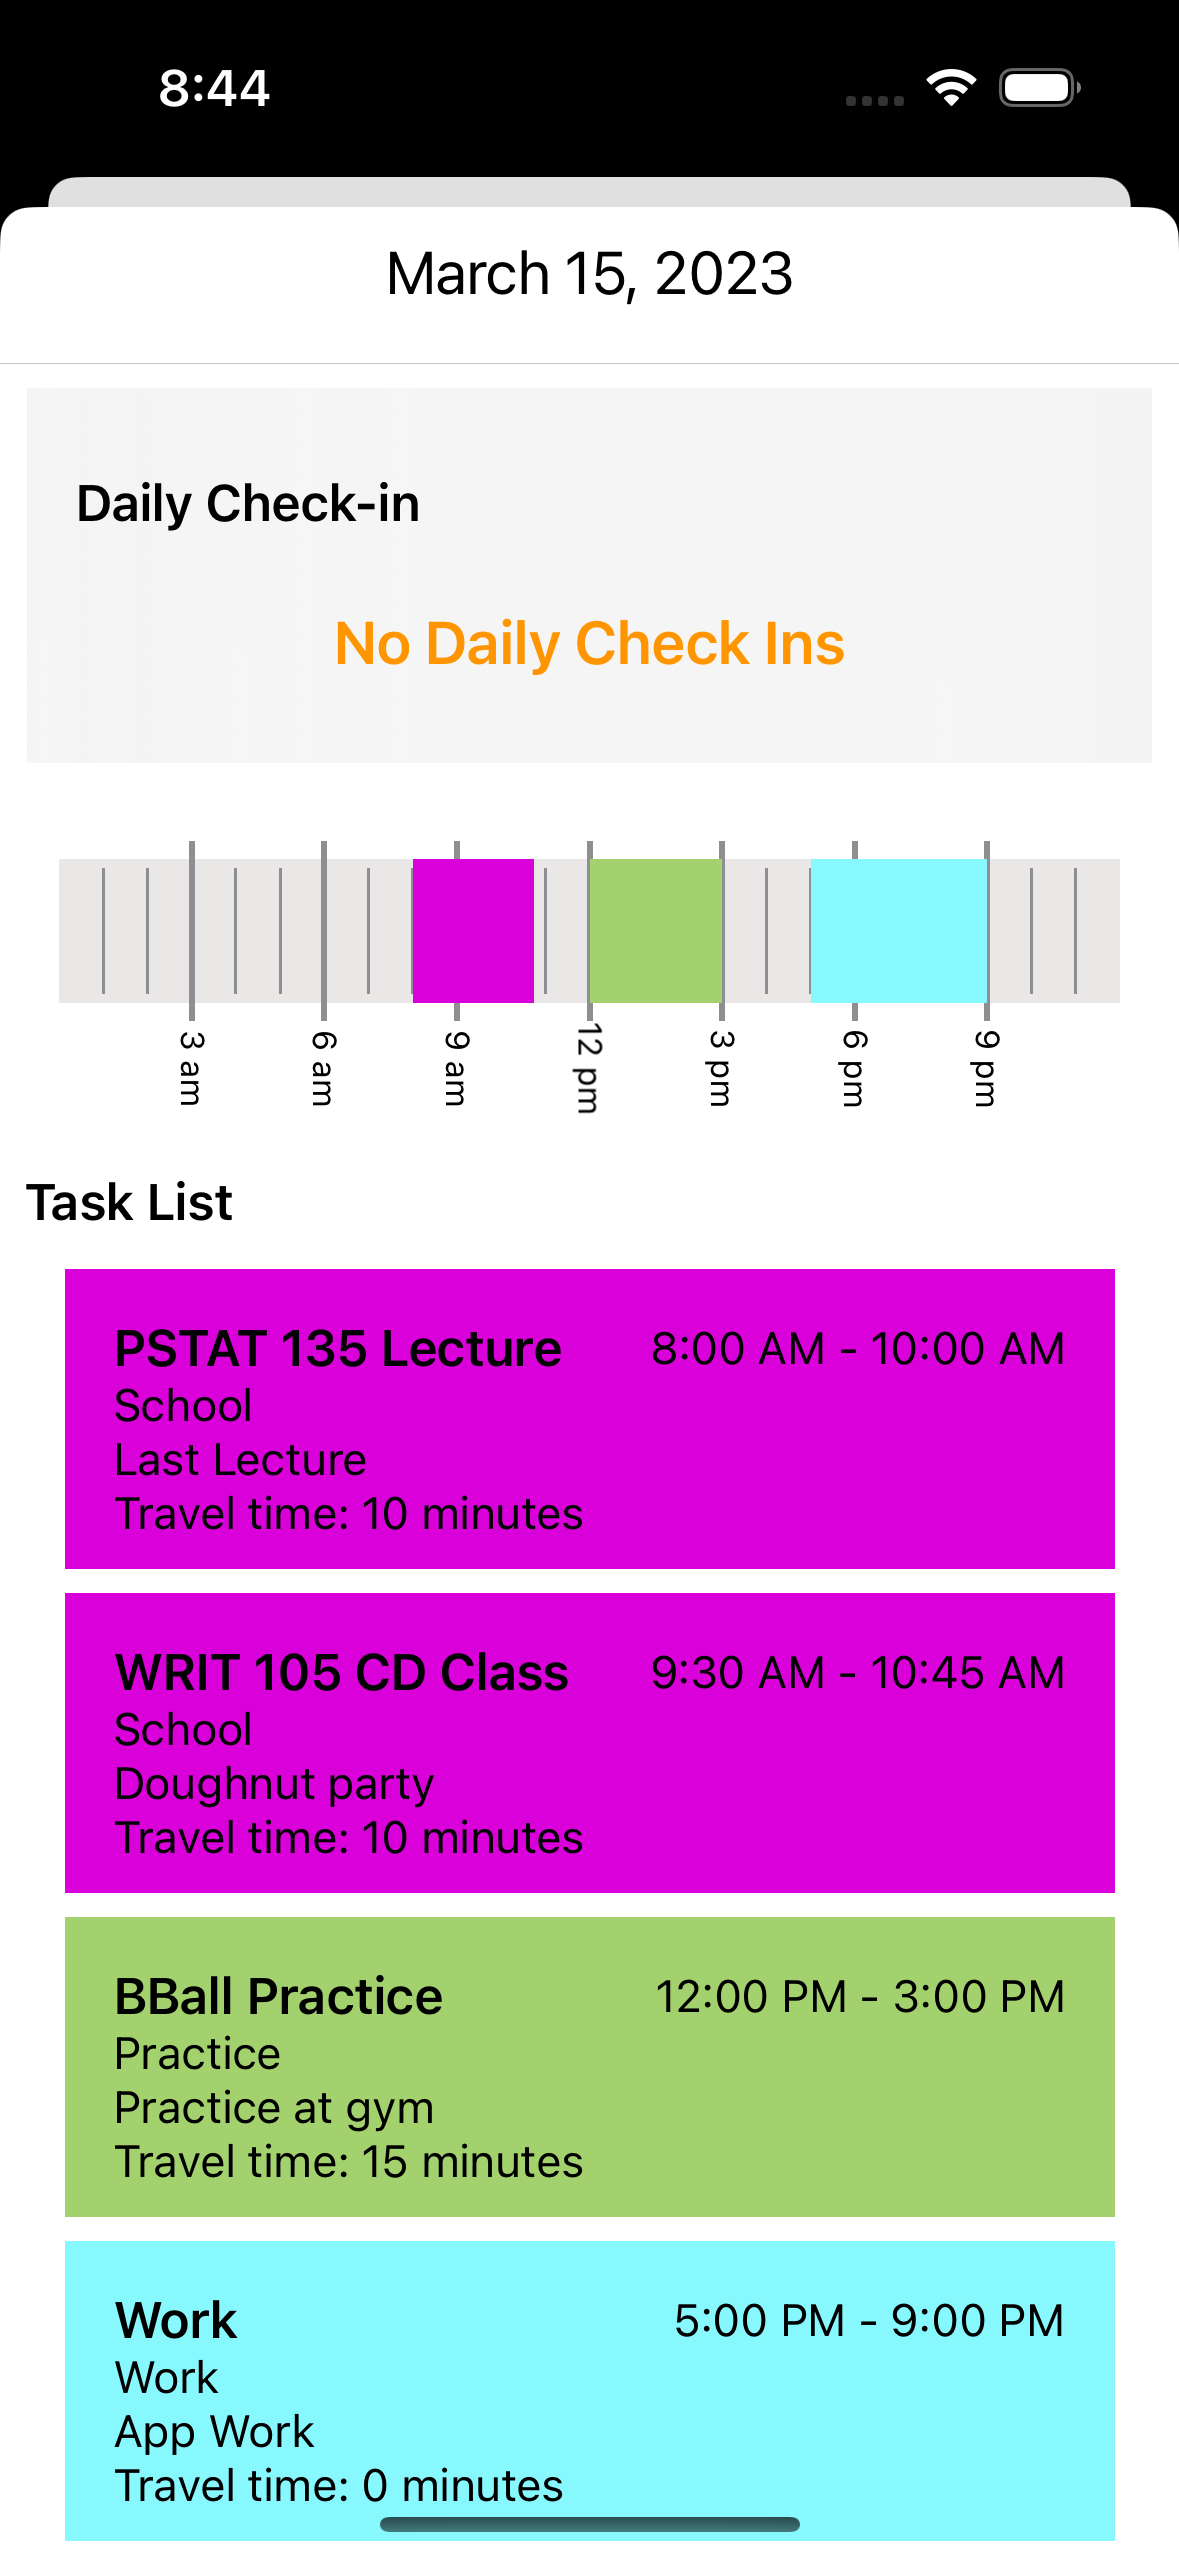 8:44
March 15, 2023
Daily Check-in
No Daily Check Ins
3 am
6 am
9 am
12 pm
3 pm
6 pm
9 pm
Task List
PSTAT 135 Lecture 8:00 AM - 10:00 AM
School
Last Lecture
Travel time: 10 minutes
WRIT 105 CD Class 9:30 AM - 10:45 AM
School
Doughnut party
Travel time: 10 minutes
BBall Practice 12:00 PM - 3:00 PM
Practice
Practice at gym
Travel time: 15 minutes
Work 5:00 PM - 9:00 PM
Work
App Work
Travel time: 0 minutes